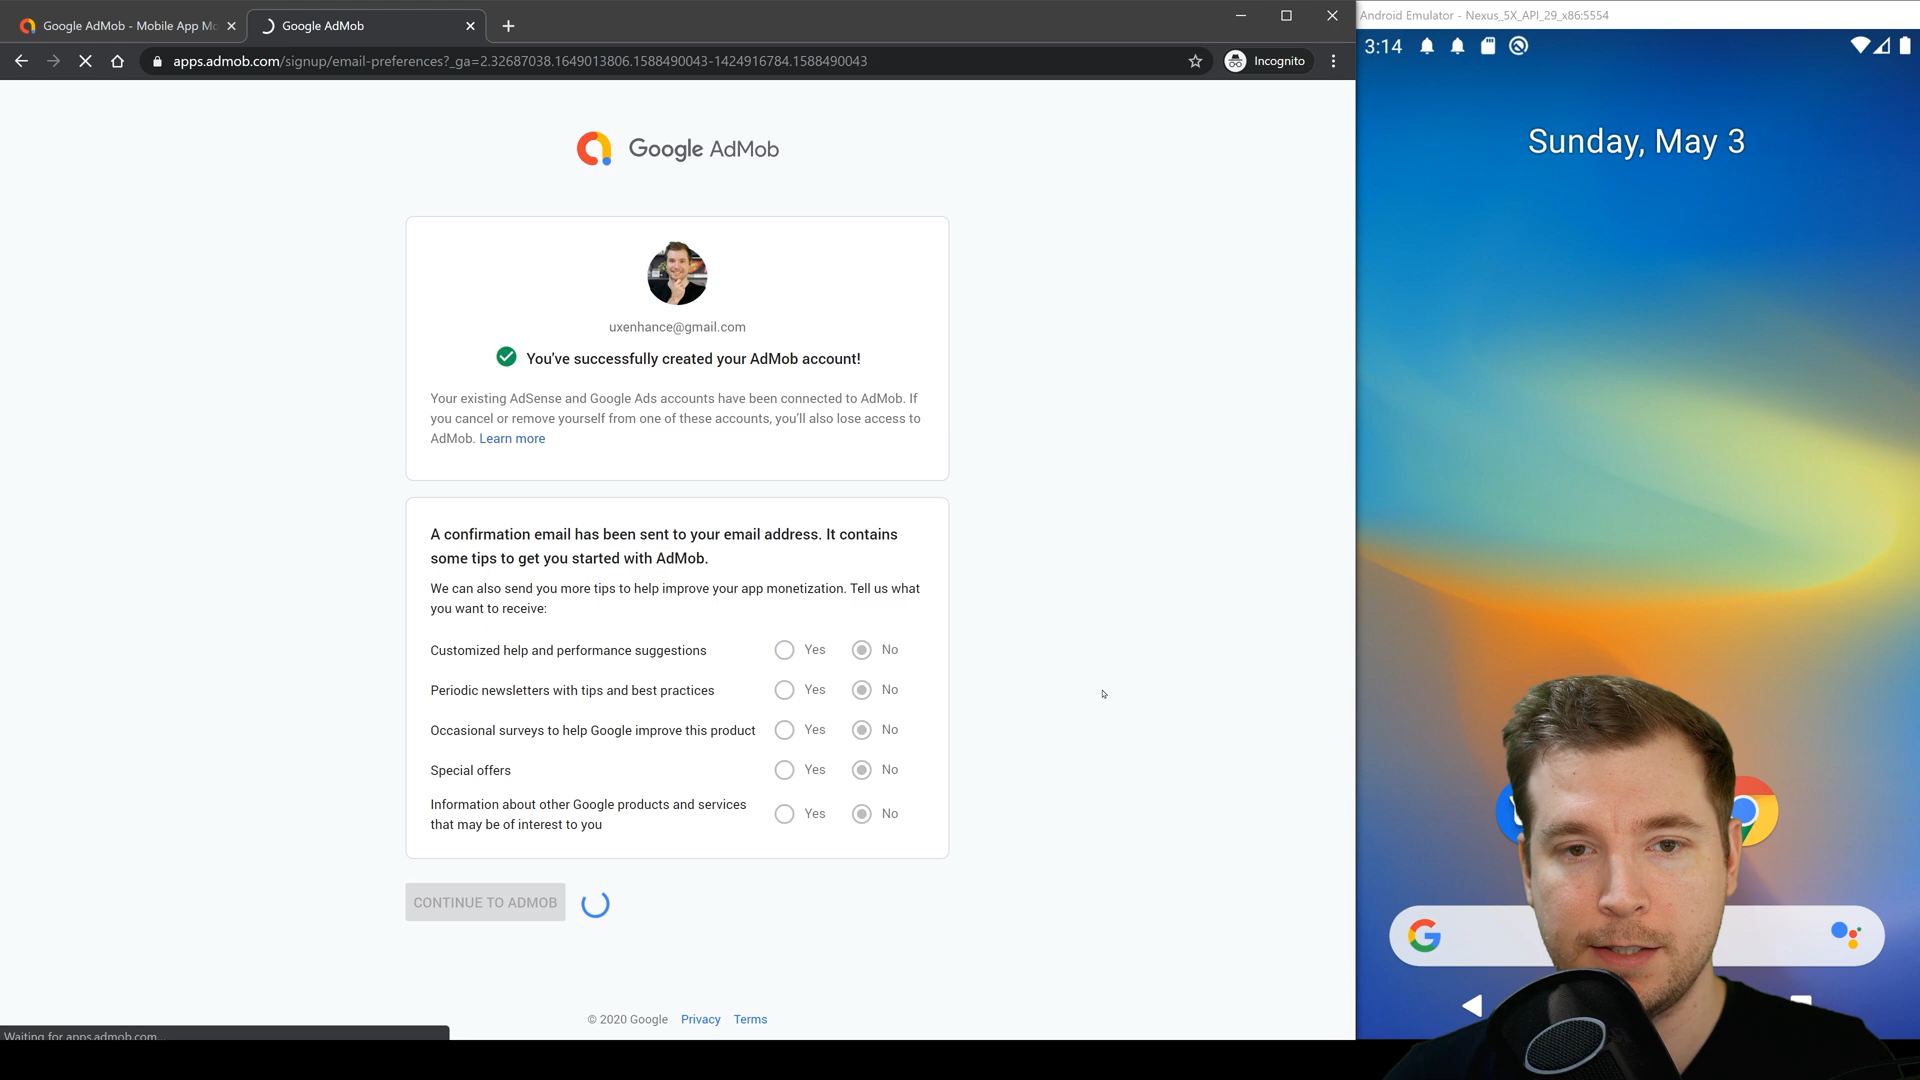 Google AdMob - Mobile App Mo
Google AdMob
Android Emulator - Nexus_5X_API_29_x86:5554
apps.admob.com/signup/email-preferences?_ga=2.32687038.1649013806.1588490043-1424916784.1588490043
Incognito
3:14
Sunday, May 3
Google AdMob
uxenhance@gmail.com
You've successfully created your AdMob account!
Your existing AdSense and Google Ads accounts have been connected to AdMob. If
you cancel or remove yourself from one of these accounts, you'll also lose access to
AdMob. Learn more
A confirmation email has been sent to your email address. It contains
some tips to get you started with AdMob.
We can also send you more tips to help improve your app monetization. Tell us what
you want to receive:
Customized help and performance suggestions Yes No
Periodic newsletters with tips and best practices Yes No
Occasional surveys to help Google improve this product Yes No
Special offers Yes No
Information about other Google products and services
that may be of interest to you Yes No
CONTINUE TO ADMOB
© 2020 Google Privacy Terms
Waiting for apps.admob.com...